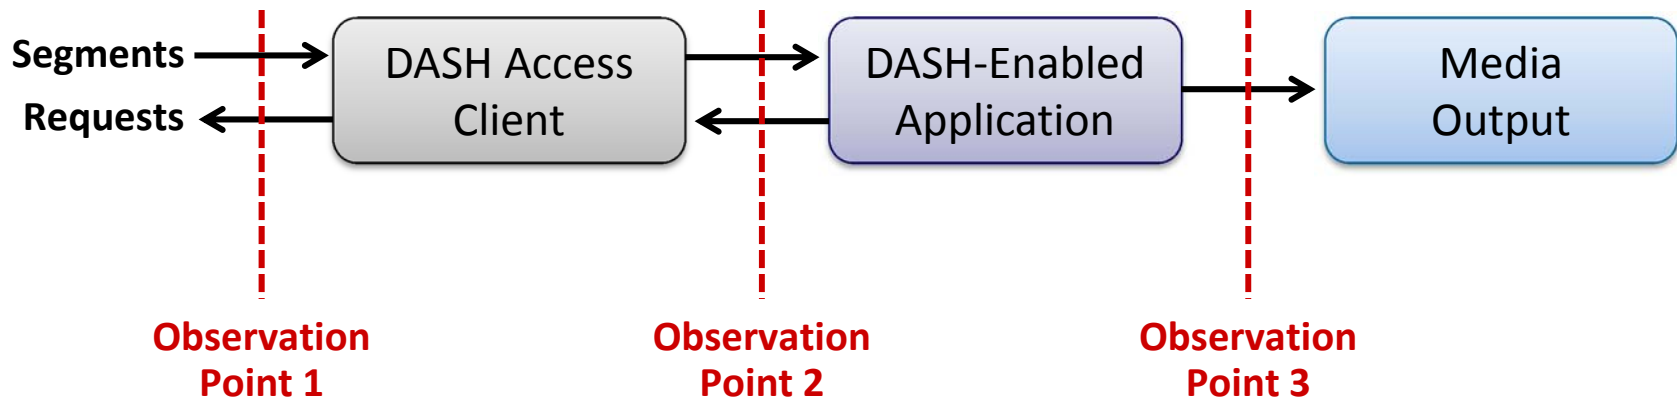 Segments
Requests
DASH Access
Client
DASH-Enabled
Application
Media
Output
Observation
Point 1
Observation
Point 2
Observation
Point 3